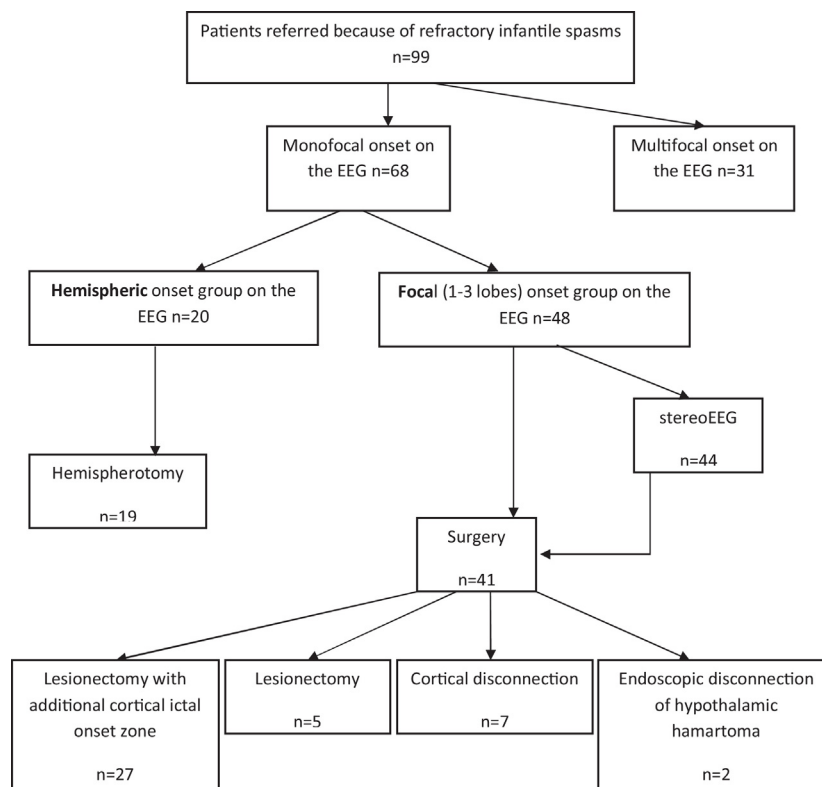 Patients referred because of refractory infantile spasms
n=99
Monofocal onset on
the EEG n=68
Multifocal onset on
the EEG n=31
Hemispheric onset group on the
EEG n=20
Focal (1-3 lobes) onset group on the
EEG n=48
stereoEEG
n=44
Hemispherotomy
n=19
Surgery
n=41
Lesionectomy with
additional cortical ictal
onset zone
n=27
Lesionectomy
n=5
Cortical disconnection
n=7
Endoscopic disconnection
of hypothalamic
hamartoma
n=2